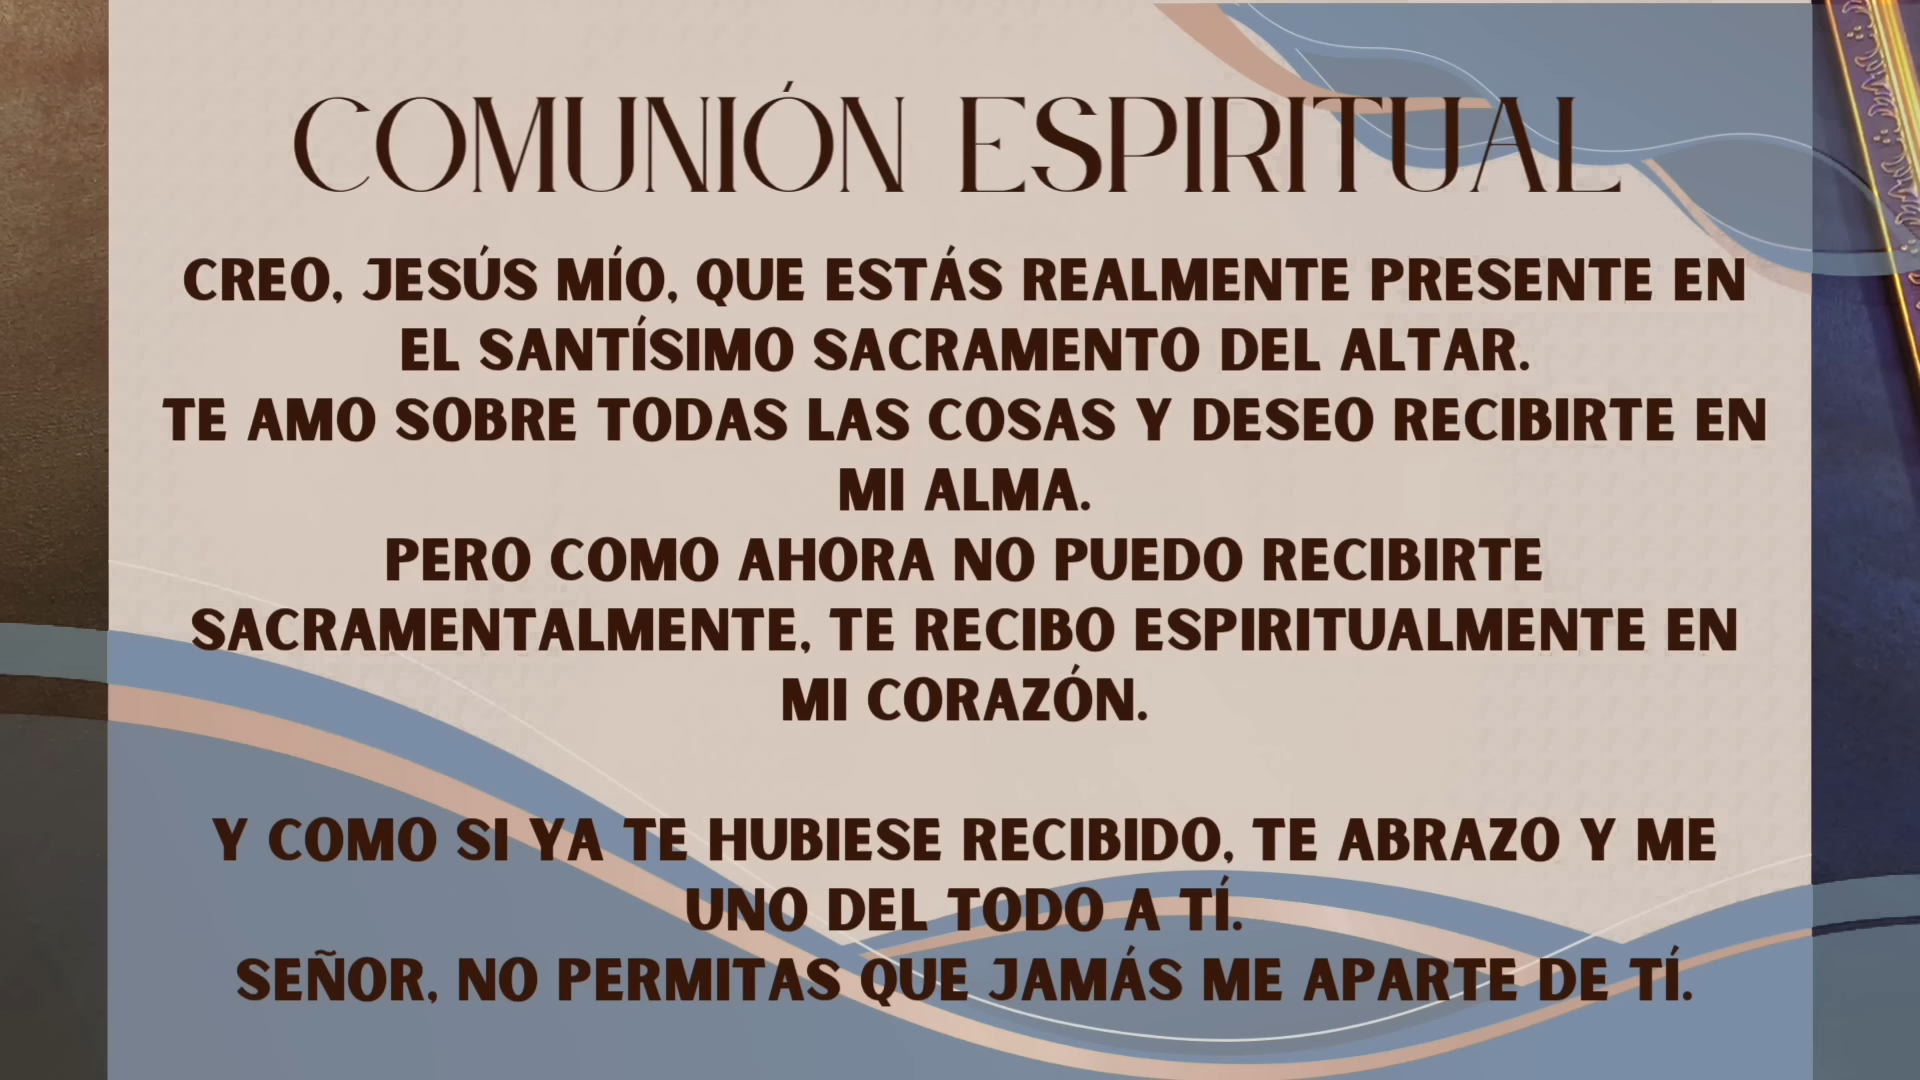 COMUNIÓN ESPIRITUAL
CREO, JESÚS MÍO, QUE ESTÁS REALMENTE PRESENTE EN
EL SANTÍSIMO SACRAMENTO DEL ALTAR.
TE AMO SOBRE TODAS LAS COSAS Y DESEO RECIBIRTE EN
MI ALMA.
PERO COMO AHORA NO PUEDO RECIBIRTE
SACRAMENTALMENTE, TE RECIBO ESPIRITUALMENTE EN
MI CORAZÓN.
Y COMO SI YA TE HUBIESE RECIBIDO, TE ABRAZO Y ME
UNO DEL TODO A TÍ.
SEÑOR, NO PERMITAS QUE JAMÁS ME APARTE DE TÍ.